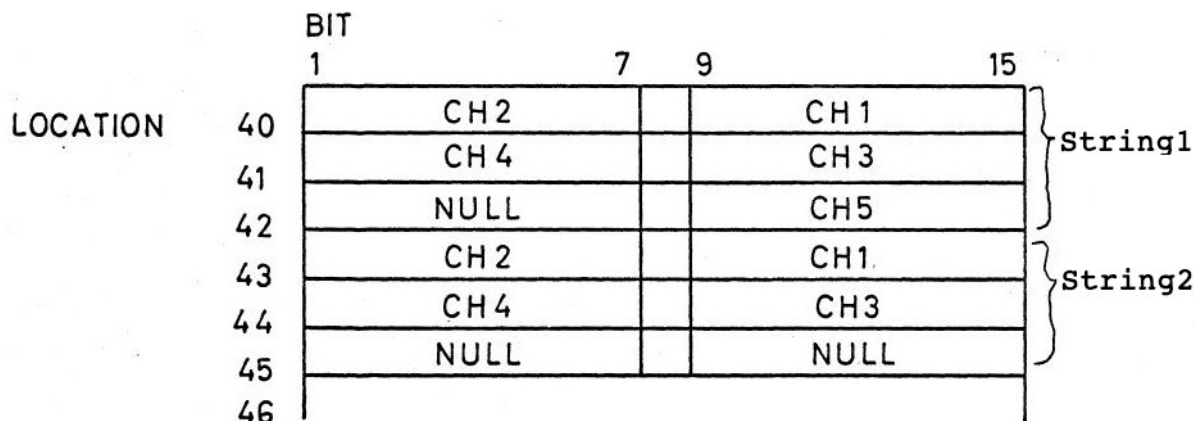 BIT
1 7 9 15
LOCATION 40 CH2 CH1
String1
41 CH4 CH3
42 NULL CH5
43 CH2 CH1
String2
44 CH4 CH3
45 NULL NULL
46